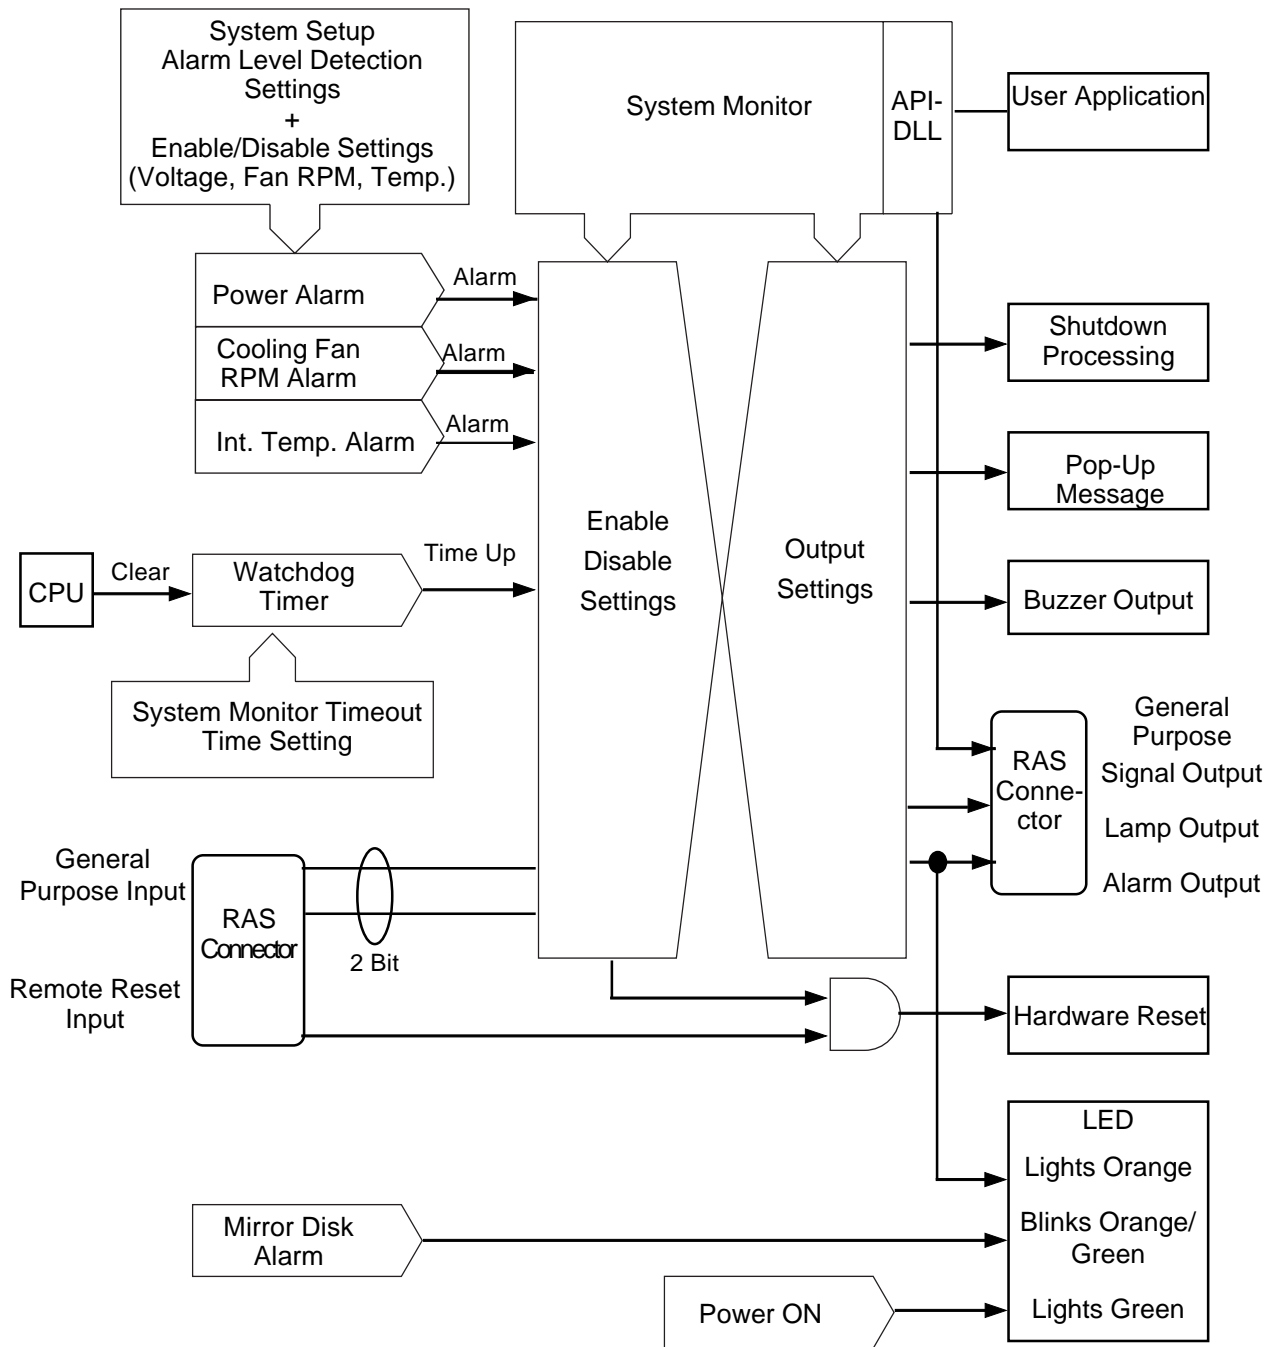 System Setup
Alarm Level Detection
Settings
+
Enable/Disable Settings
(Voltage, Fan RPM, Temp.)
System Monitor
API-
DLL
User Application
Power Alarm
Alarm
Cooling Fan
RPM Alarm
Alarm
Int. Temp. Alarm
Alarm
Shutdown
Processing
Pop-Up
Message
Enable
Disable
Settings
Output
Settings
CPU
Clear
Watchdog
Timer
Time Up
Buzzer Output
System Monitor Timeout
Time Setting
RAS
Conne-
ctor
General
Purpose
Signal Output
Lamp Output
Alarm Output
General
Purpose Input
RAS
Connector
2 Bit
Remote Reset
Input
Hardware Reset
LED
Lights Orange
Blinks Orange/
Green
Lights Green
Mirror Disk
Alarm
Power ON